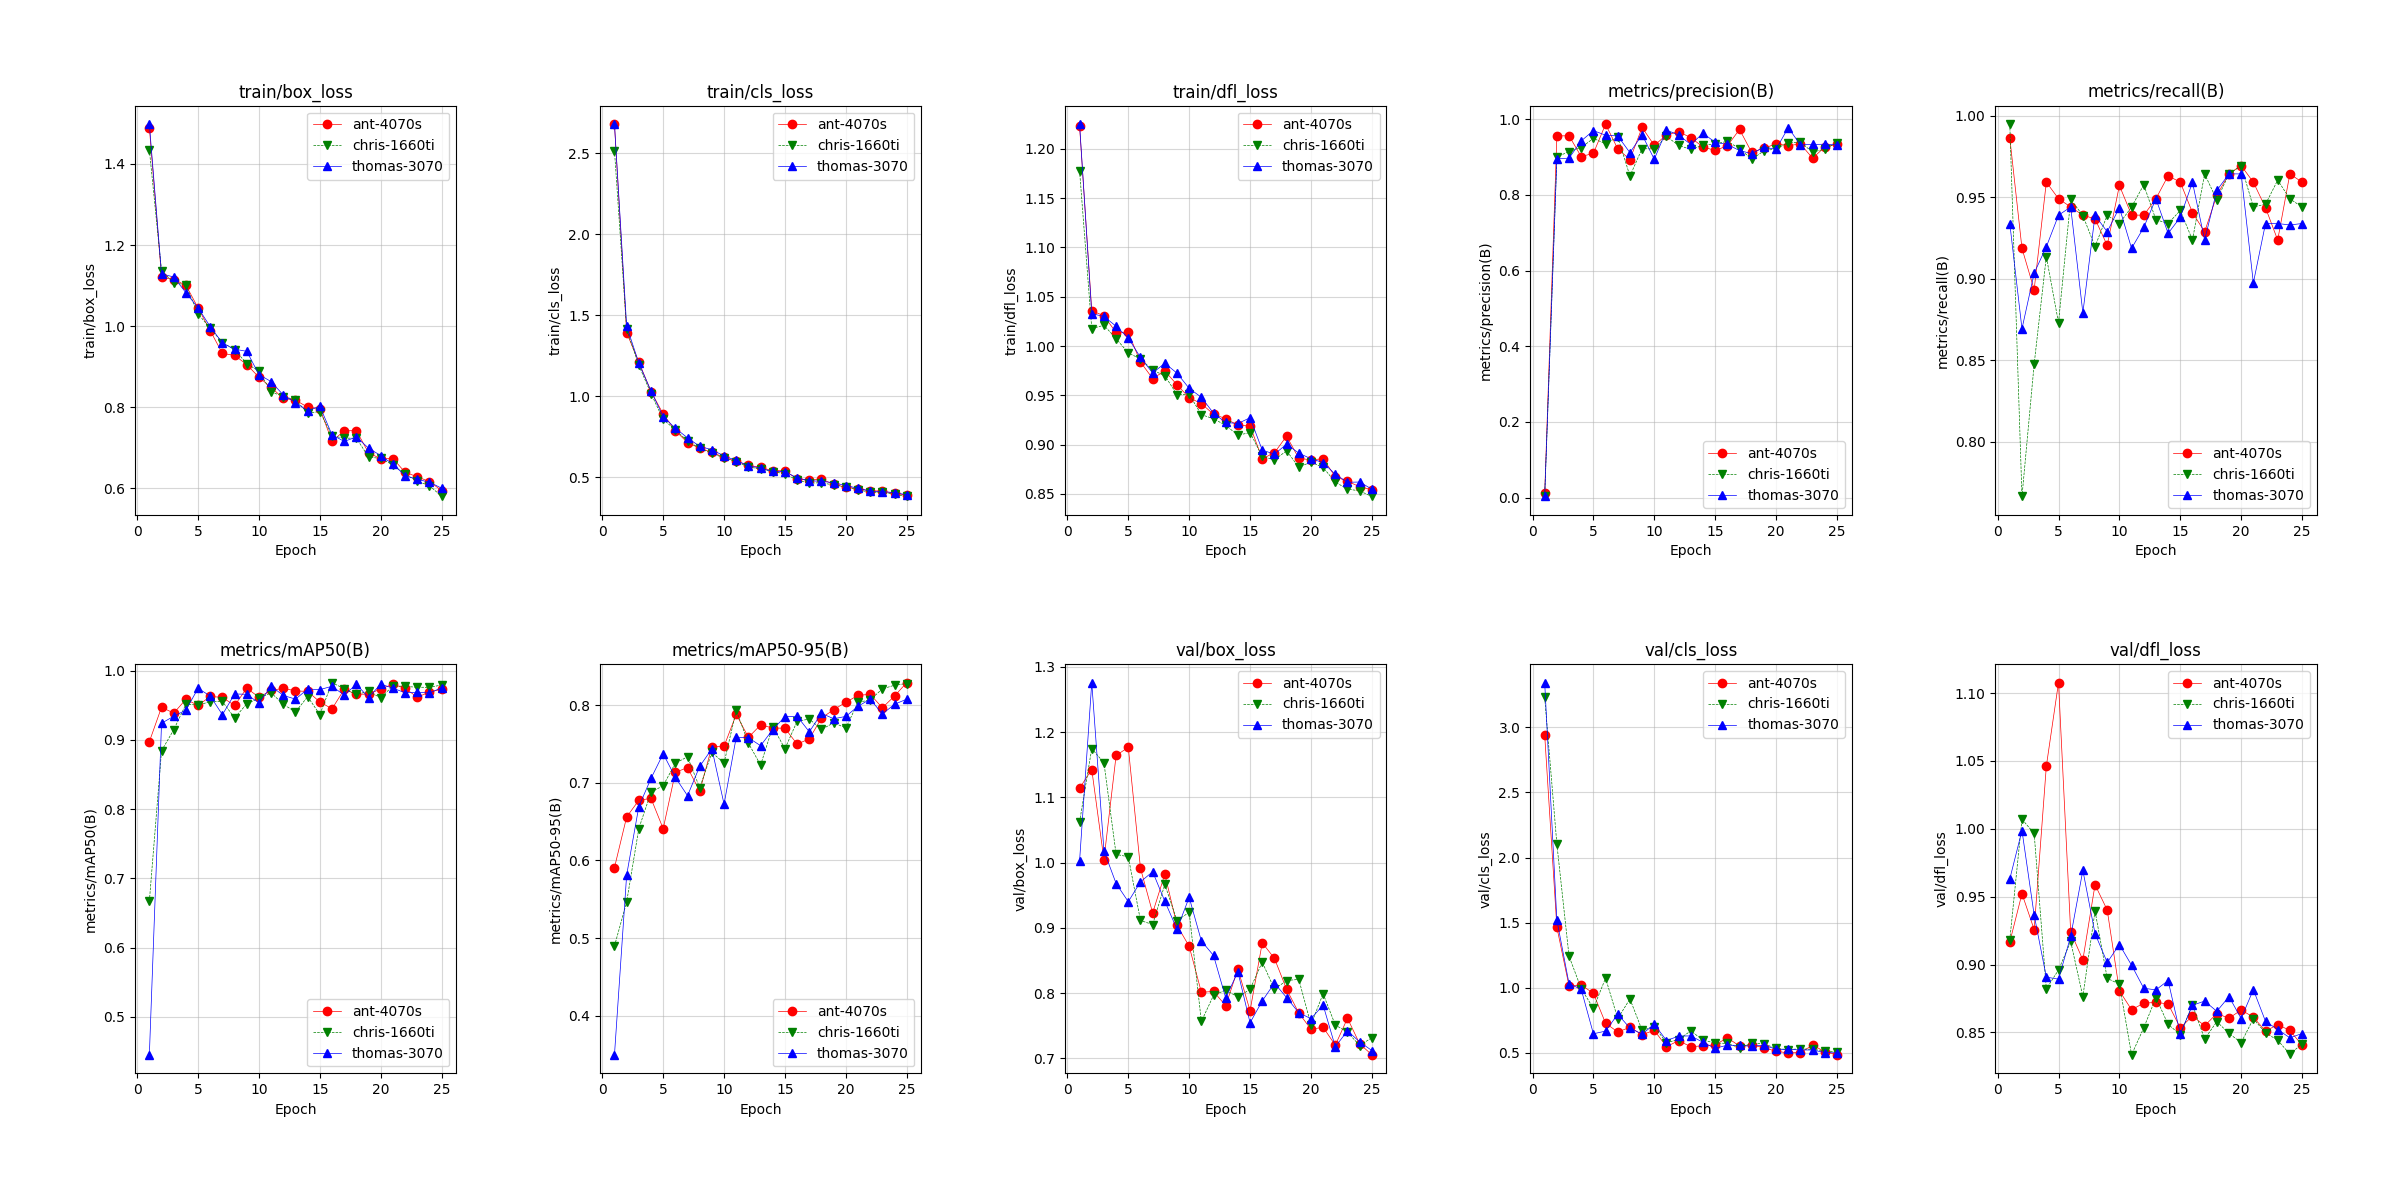 train/box_loss
train/box_loss
1.4
1.2
1.0
0.8
0.6
ant-4070s
chris-1660ti
thomas-3070
0 5 10 15 20 25
Epoch
train/cls_loss
train/cls_loss
2.5
2.0
1.5
1.0
0.5
ant-4070s
chris-1660ti
thomas-3070
0 5 10 15 20 25
Epoch
train/dfl_loss
train/dfl_loss
1.20
1.15
1.10
1.05
1.00
0.95
0.90
0.85
ant-4070s
chris-1660ti
thomas-3070
0 5 10 15 20 25
Epoch
metrics/precision(B)
metrics/precision(B)
1.0
0.8
0.6
0.4
0.2
0.0
ant-4070s
chris-1660ti
thomas-3070
0 5 10 15 20 25
Epoch
metrics/recall(B)
metrics/recall(B)
1.00
0.95
0.90
0.85
0.80
ant-4070s
chris-1660ti
thomas-3070
0 5 10 15 20 25
Epoch
metrics/mAP50(B)
metrics/mAP50(B)
1.0
0.9
0.8
0.7
0.6
0.5
ant-4070s
chris-1660ti
thomas-3070
0 5 10 15 20 25
Epoch
metrics/mAP50-95(B)
metrics/mAP50-95(B)
0.8
0.7
0.6
0.5
0.4
ant-4070s
chris-1660ti
thomas-3070
0 5 10 15 20 25
Epoch
val/box_loss
val/box_loss
1.3
1.2
1.1
1.0
0.9
0.8
0.7
ant-4070s
chris-1660ti
thomas-3070
0 5 10 15 20 25
Epoch
val/cls_loss
val/cls_loss
3.0
2.5
2.0
1.5
1.0
0.5
ant-4070s
chris-1660ti
thomas-3070
0 5 10 15 20 25
Epoch
val/dfl_loss
val/dfl_loss
1.10
1.05
1.00
0.95
0.90
0.85
ant-4070s
chris-1660ti
thomas-3070
0 5 10 15 20 25
Epoch